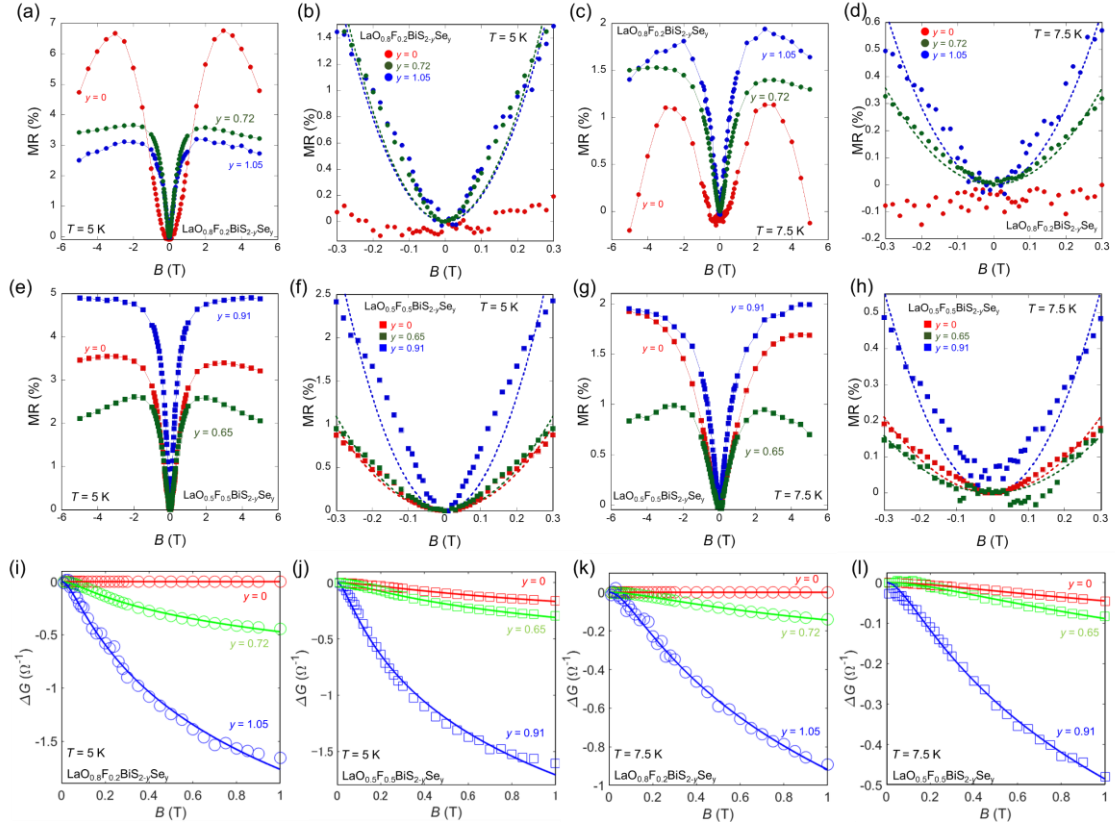 (a)
MR (%)
7
6
5
4
3
2
1
0
y = 0
y = 0.72
y = 1.05
T = 5 K
LaO0.8F0.2BiS2-ySey
-6 -4 -2 0 2 4 6
B (T)
(b)
MR (%)
1.4
1.2
1
0.8
0.6
0.4
0.2
0
-0.2
LaO0.8F0.2BiS2-ySey
T = 5 K
y = 0
y = 0.72
y = 1.05
-0.3 -0.2 -0.1 0 0.1 0.2 0.3
B (T)
(c)
MR (%)
2
1.5
1
0.5
0
LaO0.8F0.2BiS2-ySey
y = 1.05
y = 0.72
y = 0
T = 7.5 K
-6 -4 -2 0 2 4 6
B (T)
(d)
MR (%)
0.6
0.5
0.4
0.3
0.2
0.1
0
-0.1
-0.2
T = 7.5 K
y = 0
y = 0.72
y = 1.05
LaO0.8F0.2BiS2-ySey
-0.3 -0.2 -0.1 0 0.1 0.2 0.3
B (T)
(e)
MR (%)
5
4
3
2
1
0
y = 0.91
y = 0
y = 0.65
T = 5 K
LaO0.5F0.5BiS2-ySey
-6 -4 -2 0 2 4 6
B (T)
(f)
MR (%)
2.5
2
1.5
1
0.5
0
LaO0.5F0.5BiS2-ySey
T = 5 K
y = 0
y = 0.65
y = 0.91
-0.3 -0.2 -0.1 0 0.1 0.2 0.3
B (T)
(g)
MR (%)
2
1.5
1
0.5
0
y = 0.91
y = 0
y = 0.65
LaO0.5F0.5BiS2-ySey
T = 7.5 K
-6 -4 -2 0 2 4 6
B (T)
(h)
MR (%)
0.5
0.4
0.3
0.2
0.1
0
LaO0.5F0.5BiS2-ySey
T = 7.5 K
y = 0
y = 0.65
y = 0.91
-0.3 -0.2 -0.1 0 0.1 0.2 0.3
B (T)
(i)
ΔG (Ω-1)
0
-0.5
-1
-1.5
y = 0
y = 0.72
y = 1.05
T = 5 K
LaO0.8F0.2BiS2-ySey
0 0.2 0.4 0.6 0.8 1
B (T)
(j)
ΔG (Ω-1)
0
-0.5
-1
-1.5
y = 0
y = 0.65
y = 0.91
T = 5 K
LaO0.5F0.5BiS2-ySey
0 0.2 0.4 0.6 0.8 1
B (T)
(k)
ΔG (Ω-1)
0
-0.2
-0.4
-0.6
-0.8
-1
y = 0
y = 0.72
y = 1.05
T = 7.5 K
LaO0.8F0.2BiS2-ySey
0 0.2 0.4 0.6 0.8 1
B (T)
(l)
ΔG (Ω-1)
0
-0.1
-0.2
-0.3
-0.4
-0.5
y = 0
y = 0.65
y = 0.91
T = 7.5 K
LaO0.5F0.5BiS2-ySey
0 0.2 0.4 0.6 0.8 1
B (T)